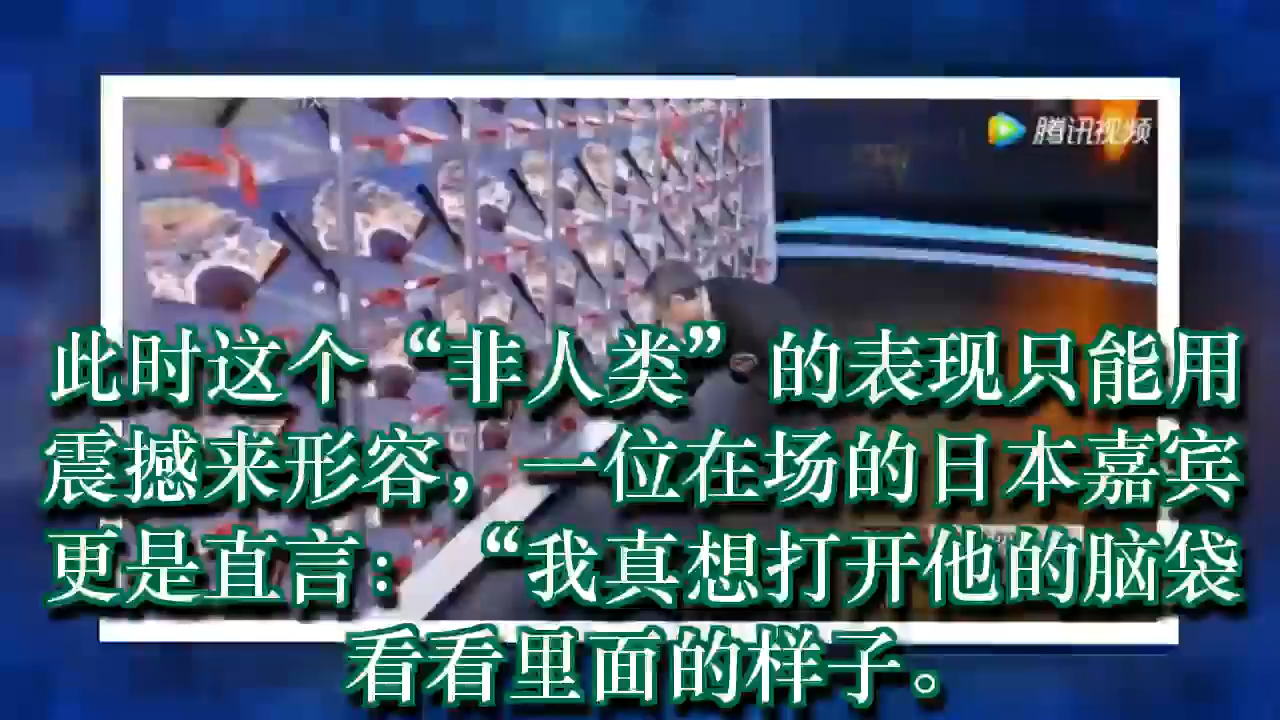 腾讯视频
此时这个“非人类”的表现只能用
震撼来形容，一位在场的日本嘉宾
更是直言：“我真想打开他的脑袋
看看里面的样子。